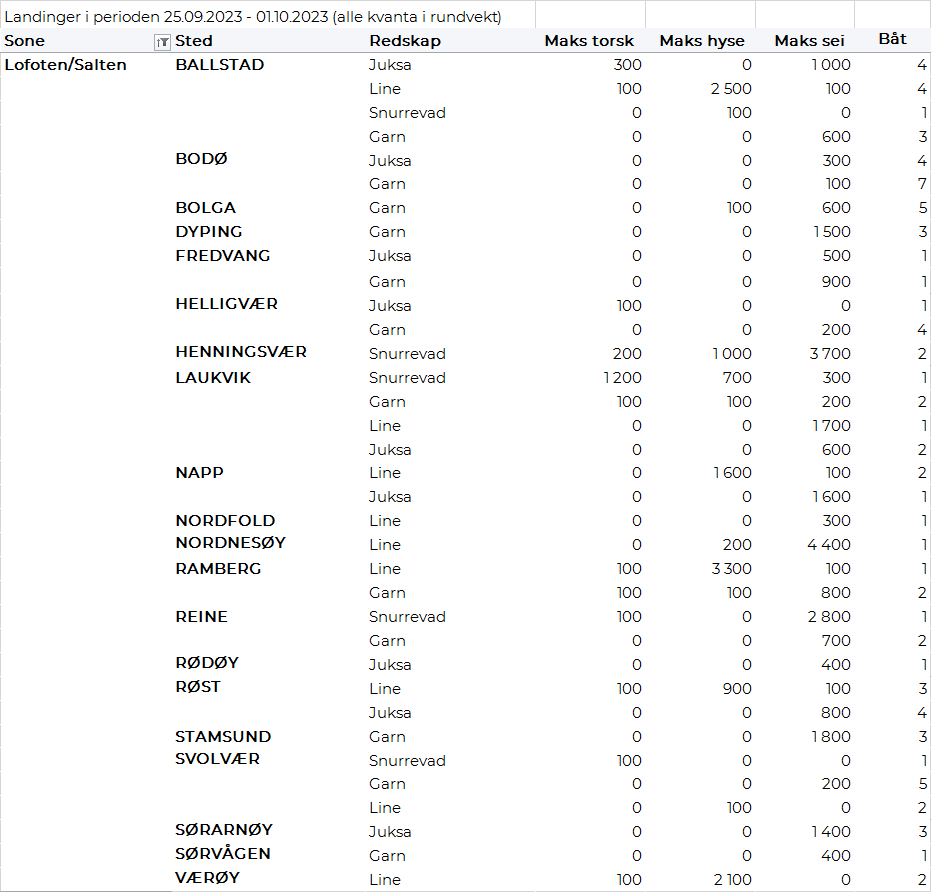 Landinger i perioden 25.09.2023 - 01.10.2023 (alle kvanta i rundvekt)
Sone Sted Redskap Maks torsk Maks hyse Maks sei Båt
Lofoten/Salten BALLSTAD Juksa 300 0 1 000 4
Line 100 2 500 100 4
Snurrevad 0 100 0 1
Garn 0 0 600 3
BODØ Juksa 0 0 300 4
Garn 0 0 100 7
BOLGA Garn 0 100 600 5
DYPING Garn 0 0 1 500 3
FREDVANG Juksa 0 0 500 1
Garn 0 0 900 1
HELLIGVÆR Juksa 100 0 0 1
Garn 0 0 200 4
HENNINGSVÆR Snurrevad 200 1 000 3 700 2
LAUKVIK Snurrevad 1 200 700 300 1
Garn 100 100 200 2
Line 0 0 1 700 1
Juksa 0 0 600 2
NAPP Line 0 1 600 100 2
Juksa 0 0 1 600 1
NORDFOLD Line 0 0 300 1
NORDNESØY Line 0 200 4 400 1
RAMBERG Line 100 3 300 100 1
Garn 100 100 800 2
REINE Snurrevad 100 0 2 800 1
Garn 0 0 700 2
RØDØY Juksa 0 0 400 1
RØST Line 100 900 100 3
Juksa 0 0 800 4
STAMSUND Garn 0 0 1 800 3
SVOLVÆR Snurrevad 100 0 0 1
Garn 0 0 200 5
Line 0 100 0 2
SØRARNØY Juksa 0 0 1 400 3
SØRVÅGEN Garn 0 0 400 1
VÆRØY Line 100 2 100 0 2